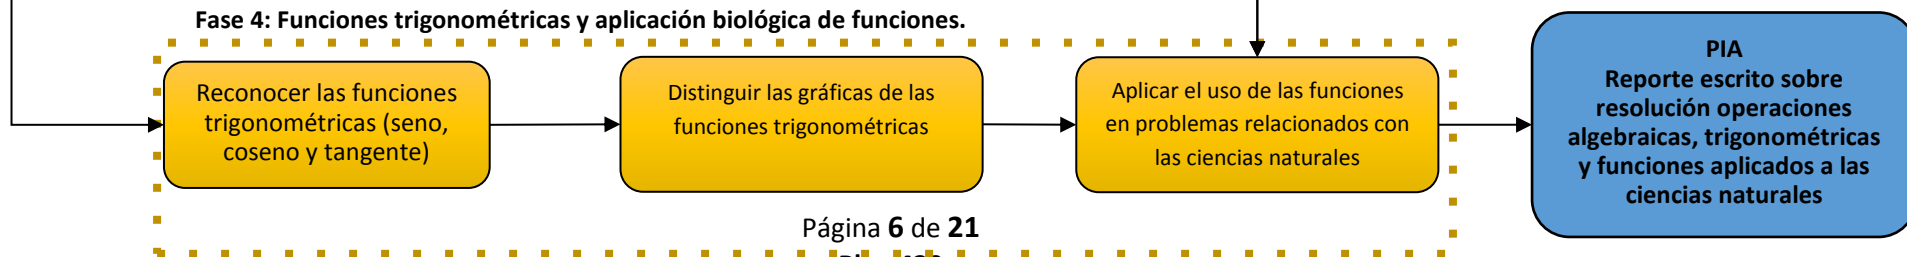 Fase 4: Funciones trigonométricas y aplicación biológica de funciones.
Reconocer las funciones
trigonométricas (seno,
coseno y tangente)
Distinguir las gráficas de las
funciones trigonométricas
Aplicar el uso de las funciones
en problemas relacionados con
las ciencias naturales
PIA
Reporte escrito sobre
resolución operaciones
algebraicas, trigonométricas
y funciones aplicados a las
ciencias naturales
Página 6 de 21